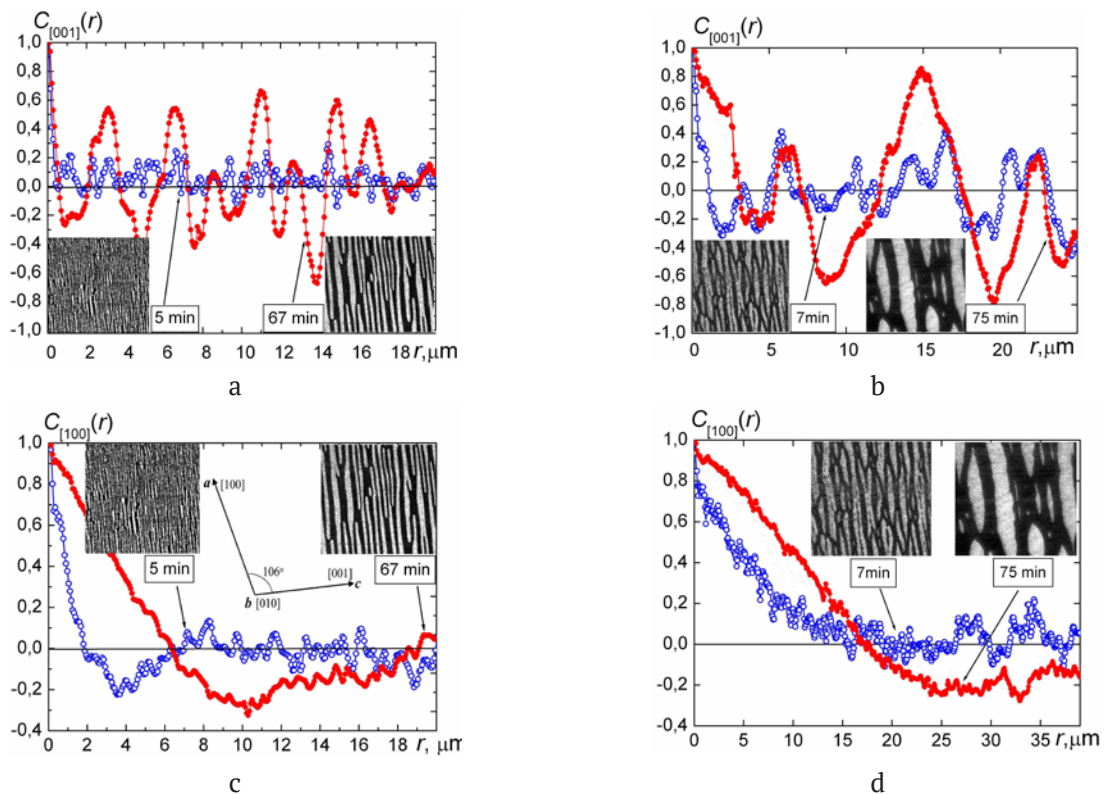 C[001](r)
1,0
0,8
0,6
0,4
0,2
0,0
-0,2
-0,4
-0,6
-0,8
-1,0
5 min
67 min
0 2 4 6 8 10 12 14 16 18 r, μm
a
C[001](r)
1,0
0,8
0,6
0,4
0,2
0,0
-0,2
-0,4
-0,6
-0,8
-1,0
7min
75 min
0 5 10 15 20 r, μm
b
C[100](r)
1,0
0,8
0,6
0,4
0,2
0,0
-0,2
-0,4
5 min
a [100]
106°
[001]
c
b [010]
67 min
0 2 4 6 8 10 12 14 16 18 r, μm
c
C[100](r)
1,0
0,8
0,6
0,4
0,2
0,0
-0,2
-0,4
7min
75 min
0 5 10 15 20 25 30 35 r, μm
d